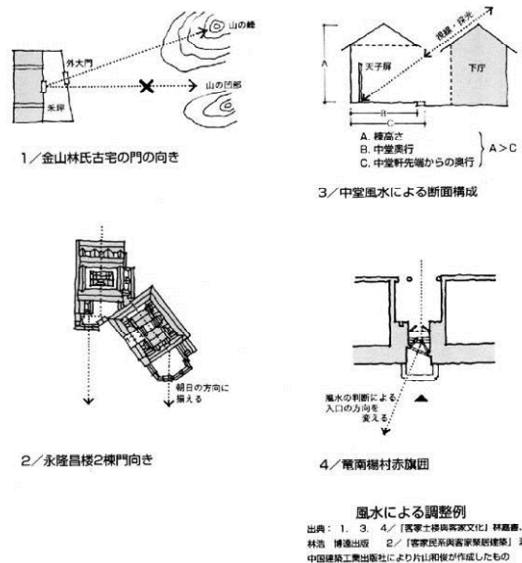 山の峰
外大門
禾坪
山の凹部
1/金山林氏古宅の門の向き
視線・採光
A
天子屏
下庁
B
C
A. 棟高さ
B. 中堂奥行
C. 中堂軒先端からの奥行
A>C
3/中堂風水による断面構成
朝日の方向に
揃える
2/永隆昌楼2棟門向き
風水の判断による
入口の方向を
変える
4/竜南楊村赤旗囲
風水による調整例
出典: 1. 3. 4/「客家土楼與客家文化」林嘉書、
林浩 博遠出版 2/「客家民系與客家聚居建築」
中国建築工業出版社により片山和俊が作成したもの